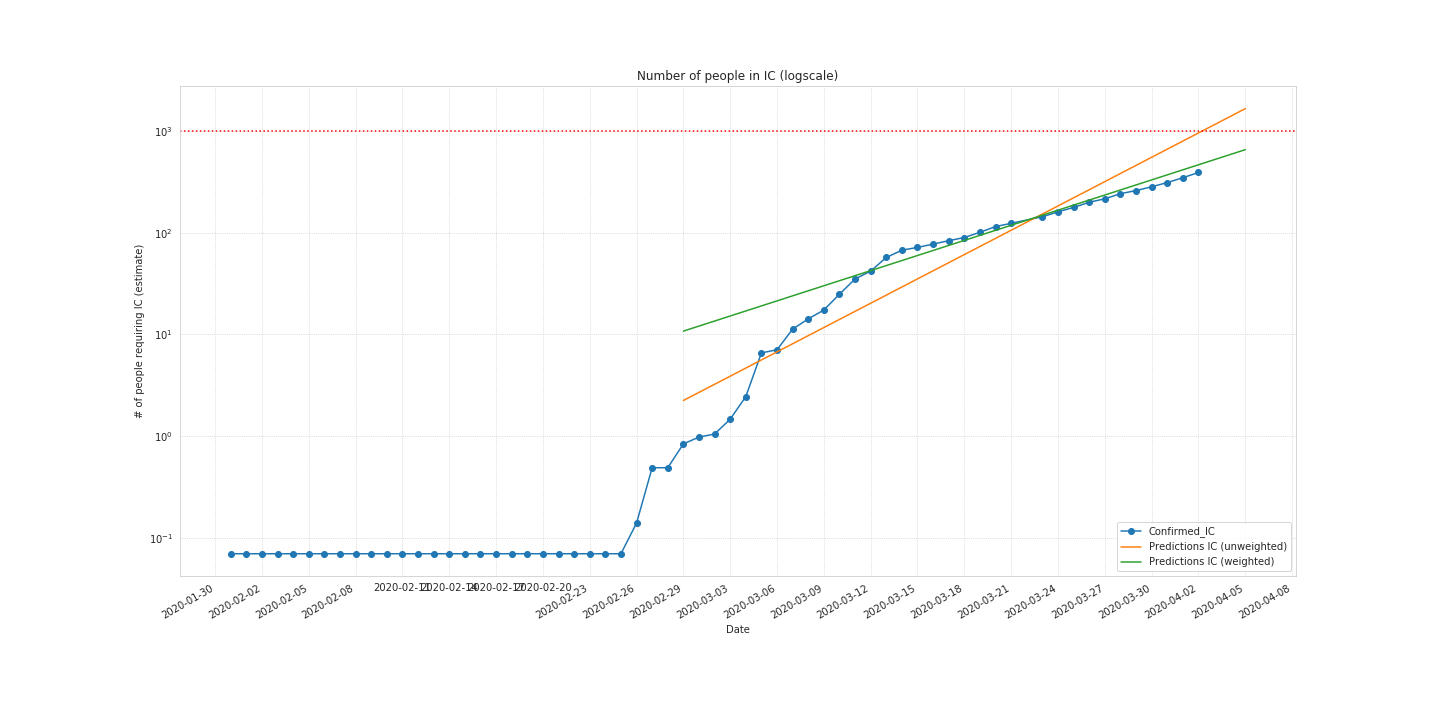 Number of people in IC (logscale)
# of people requiring IC (estimate)
10³
10²
10¹
10⁰
10⁻¹
Confirmed_IC
Predictions IC (unweighted)
Predictions IC (weighted)
2020-01-30 2020-02-02 2020-02-05 2020-02-08 2020-02-11 2020-02-14 2020-02-17 2020-02-20 2020-02-23 2020-02-26 2020-02-29 2020-03-03 2020-03-06 2020-03-09 2020-03-12 2020-03-15 2020-03-18 2020-03-21 2020-03-24 2020-03-27 2020-03-30 2020-04-02 2020-04-05 2020-04-08
Date